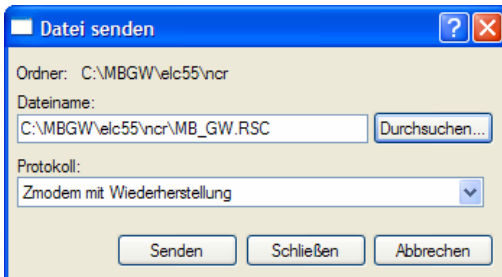 Datei senden
Ordner: C:\MBGW\elc55\ncr
Dateiname:
C:\MBGW\elc55\ncr\MB_GW.RSC
Durchsuchen...
Protokoll:
Zmodem mit Wiederherstellung
Senden Schließen Abbrechen